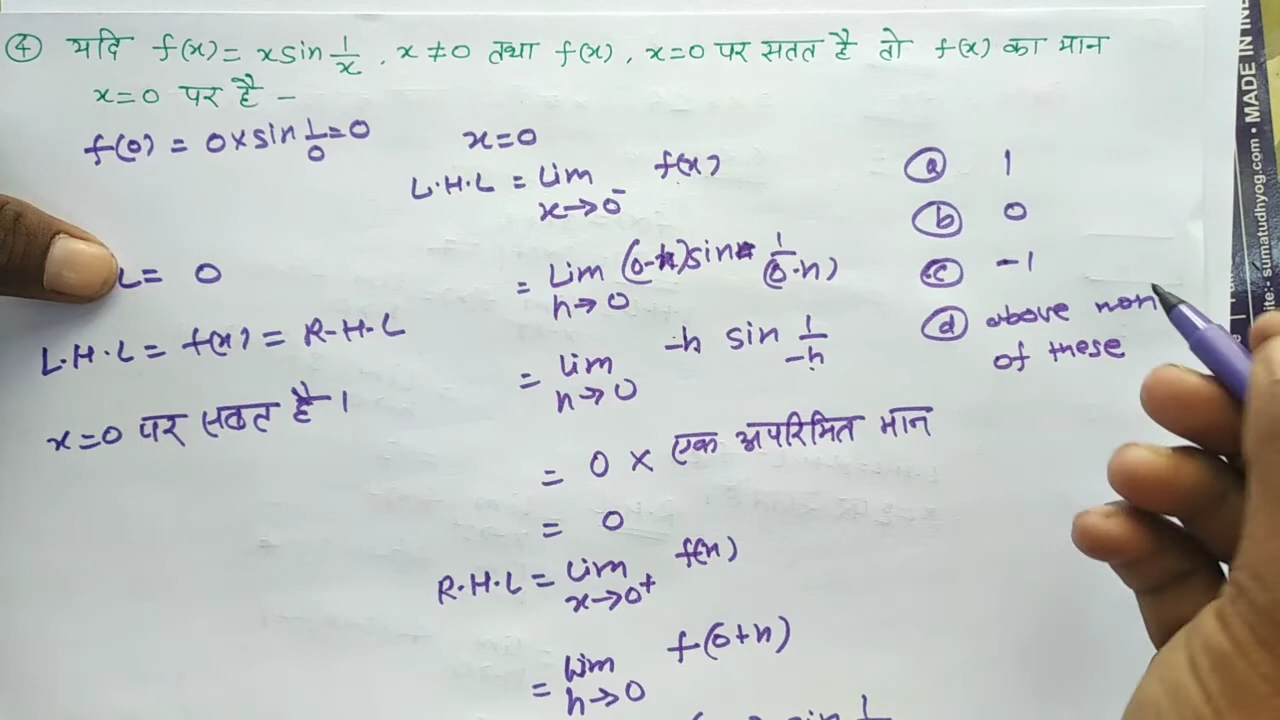 ④ यदि f(x) = x sin 1/x , x ≠ 0 तथा f(x) , x=0 पर सतत है तो f(x) का मान
x=0 पर है –
f(0) = 0 × sin 1/0 = 0
L = 0
L.H.L = f(x) = R.H.L
x=0 पर सतत है ।
x=0
L.H.L = Lim x→0⁻ f(x)
= Lim h→0 (0-h) sin 1/(0-h)
= Lim h→0 -h sin 1/-h
= 0 × एक अपरिमित मान
= 0
R.H.L = Lim x→0⁺ f(x)
= Lim h→0 f(0+h)
ⓐ 1
ⓑ 0
ⓒ -1
ⓓ above non
of these
MADE IN
sumatudhyog.com